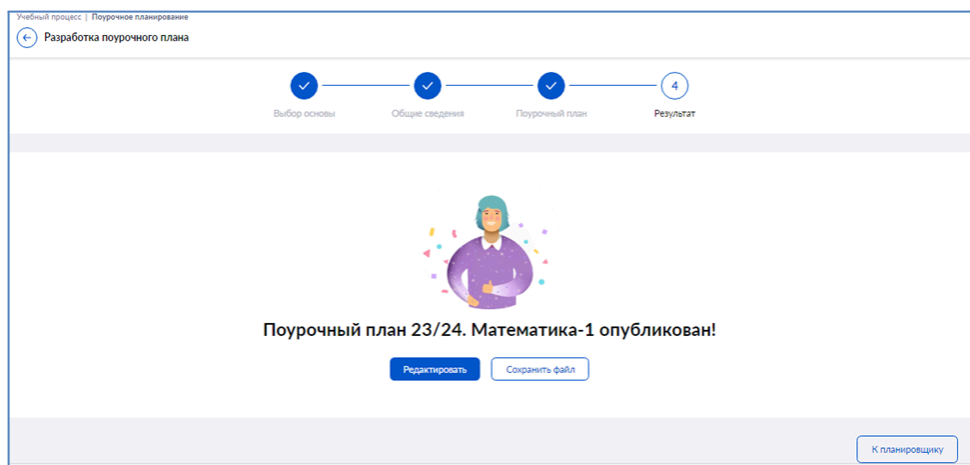 Учебный процесс | Поурочное планирование
Разработка поурочного плана
4
Выбор основы Общие сведения Поурочный план Результат
Поурочный план 23/24. Математика-1 опубликован!
Редактировать Сохранить файл
К планировщику